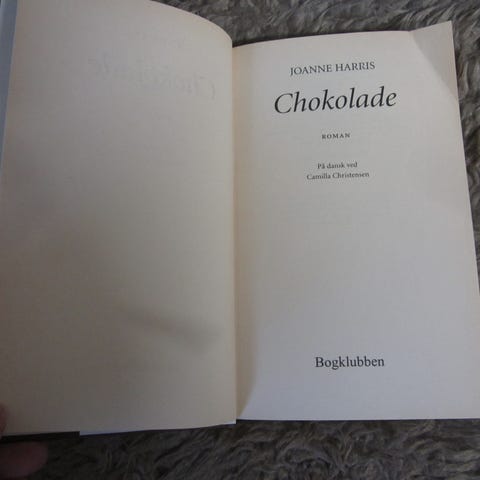 JOANNE HARRIS
Chokolade
ROMAN
På dansk ved
Camilla Christensen
Bogklubben